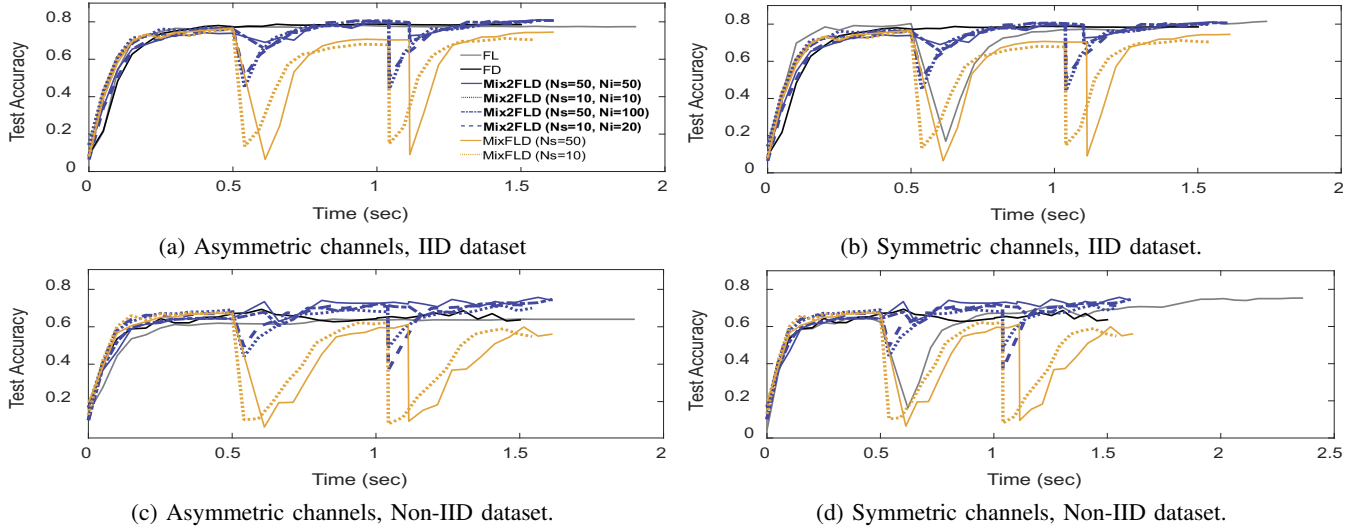 Test Accuracy
0.8
0.6
0.4
0.2
0
0
0.5
1
1.5
2
Time (sec)
FL
FD
Mix2FLD (Ns=50, Ni=50)
Mix2FLD (Ns=10, Ni=10)
Mix2FLD (Ns=50, Ni=100)
Mix2FLD (Ns=10, Ni=20)
MixFLD (Ns=50)
MixFLD (Ns=10)
(a) Asymmetric channels, IID dataset
Test Accuracy
0.8
0.6
0.4
0.2
0
0
0.5
1
1.5
2
Time (sec)
(b) Symmetric channels, IID dataset.
Test Accuracy
0.8
0.6
0.4
0.2
0
0
0.5
1
1.5
2
Time (sec)
(c) Asymmetric channels, Non-IID dataset.
Test Accuracy
0.8
0.6
0.4
0.2
0
0
0.5
1
1.5
2
2.5
Time (sec)
(d) Symmetric channels, Non-IID dataset.